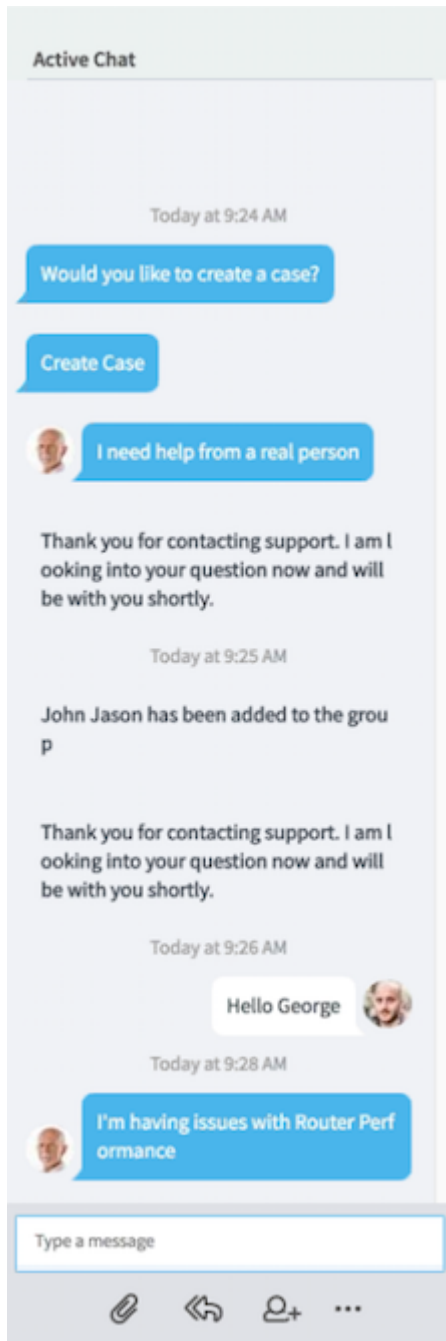 Active Chat
Today at 9:24 AM
Would you like to create a case?
Create Case
I need help from a real person
Thank you for contacting support. I am l
ooking into your question now and will
be with you shortly.
Today at 9:25 AM
John Jason has been added to the grou
p
Thank you for contacting support. I am l
ooking into your question now and will
be with you shortly.
Today at 9:26 AM
Hello George
Today at 9:28 AM
I'm having issues with Router Perf
ormance
Type a message